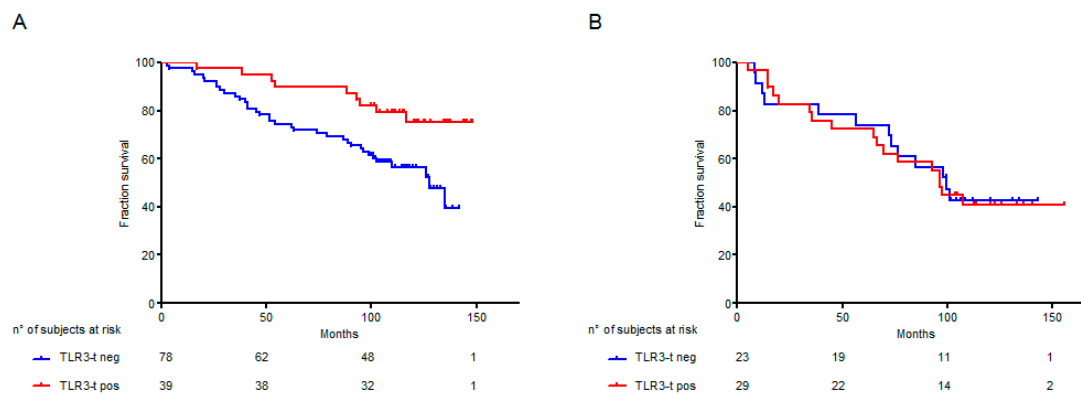 A
B
100
80
60
40
20
0
Fraction survival
0
50
100
150
Months
100
80
60
40
20
0
Fraction survival
0
50
100
150
Months
n° of subjects at risk
TLR3-t neg 78 62 48 1
TLR3-t pos 39 38 32 1
n° of subjects at risk
TLR3-t neg 23 19 11 1
TLR3-t pos 29 22 14 2